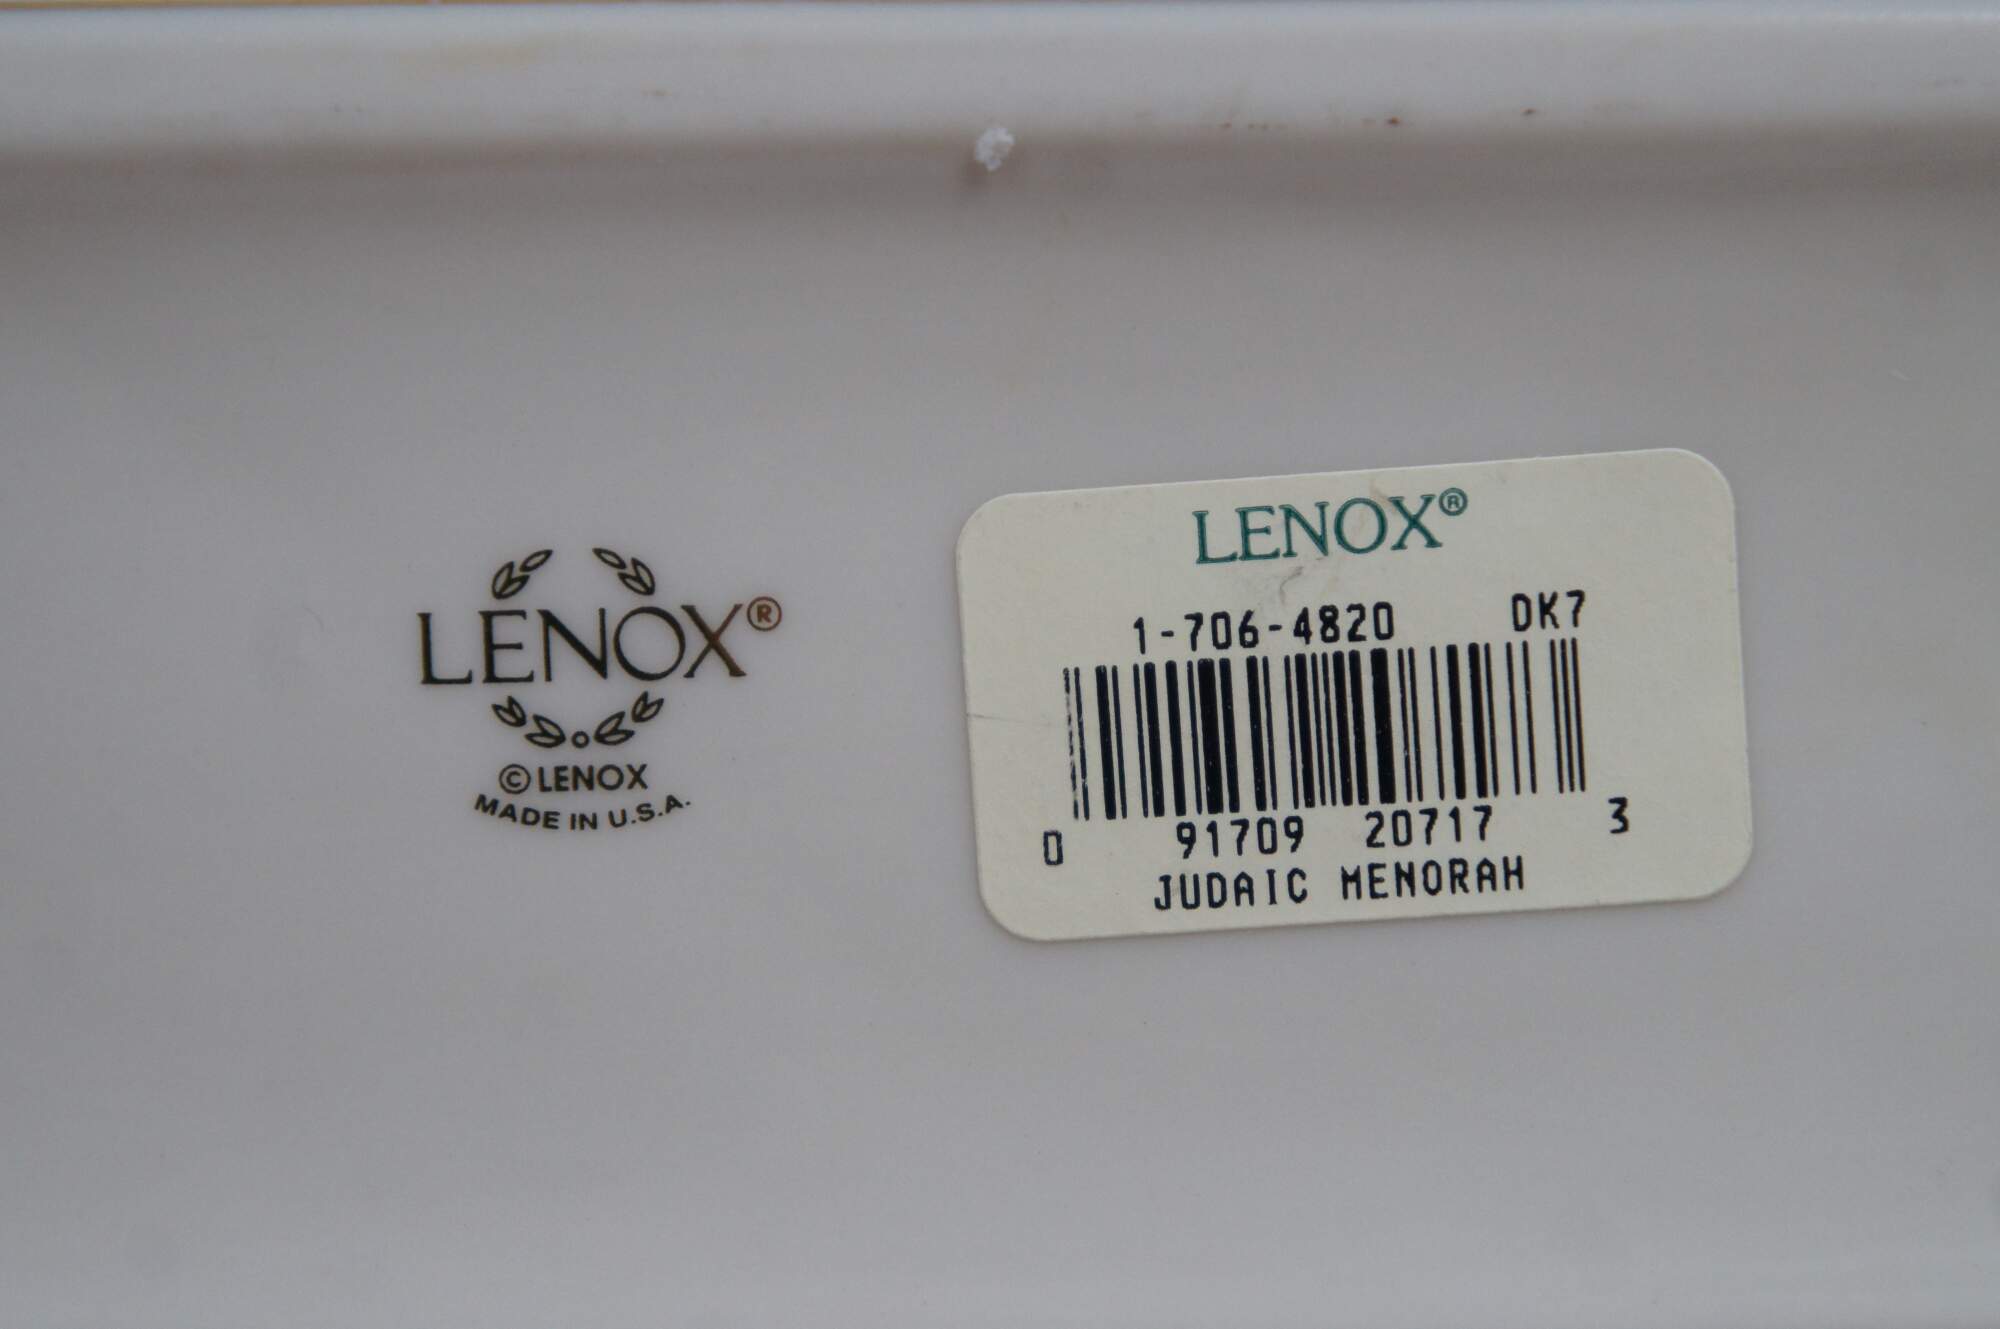 LENOX®
© LENOX
MADE IN U.S.A.
LENOX®
1-706-4820 DK7
0 91709 20717 3
JUDAIC MENORAH